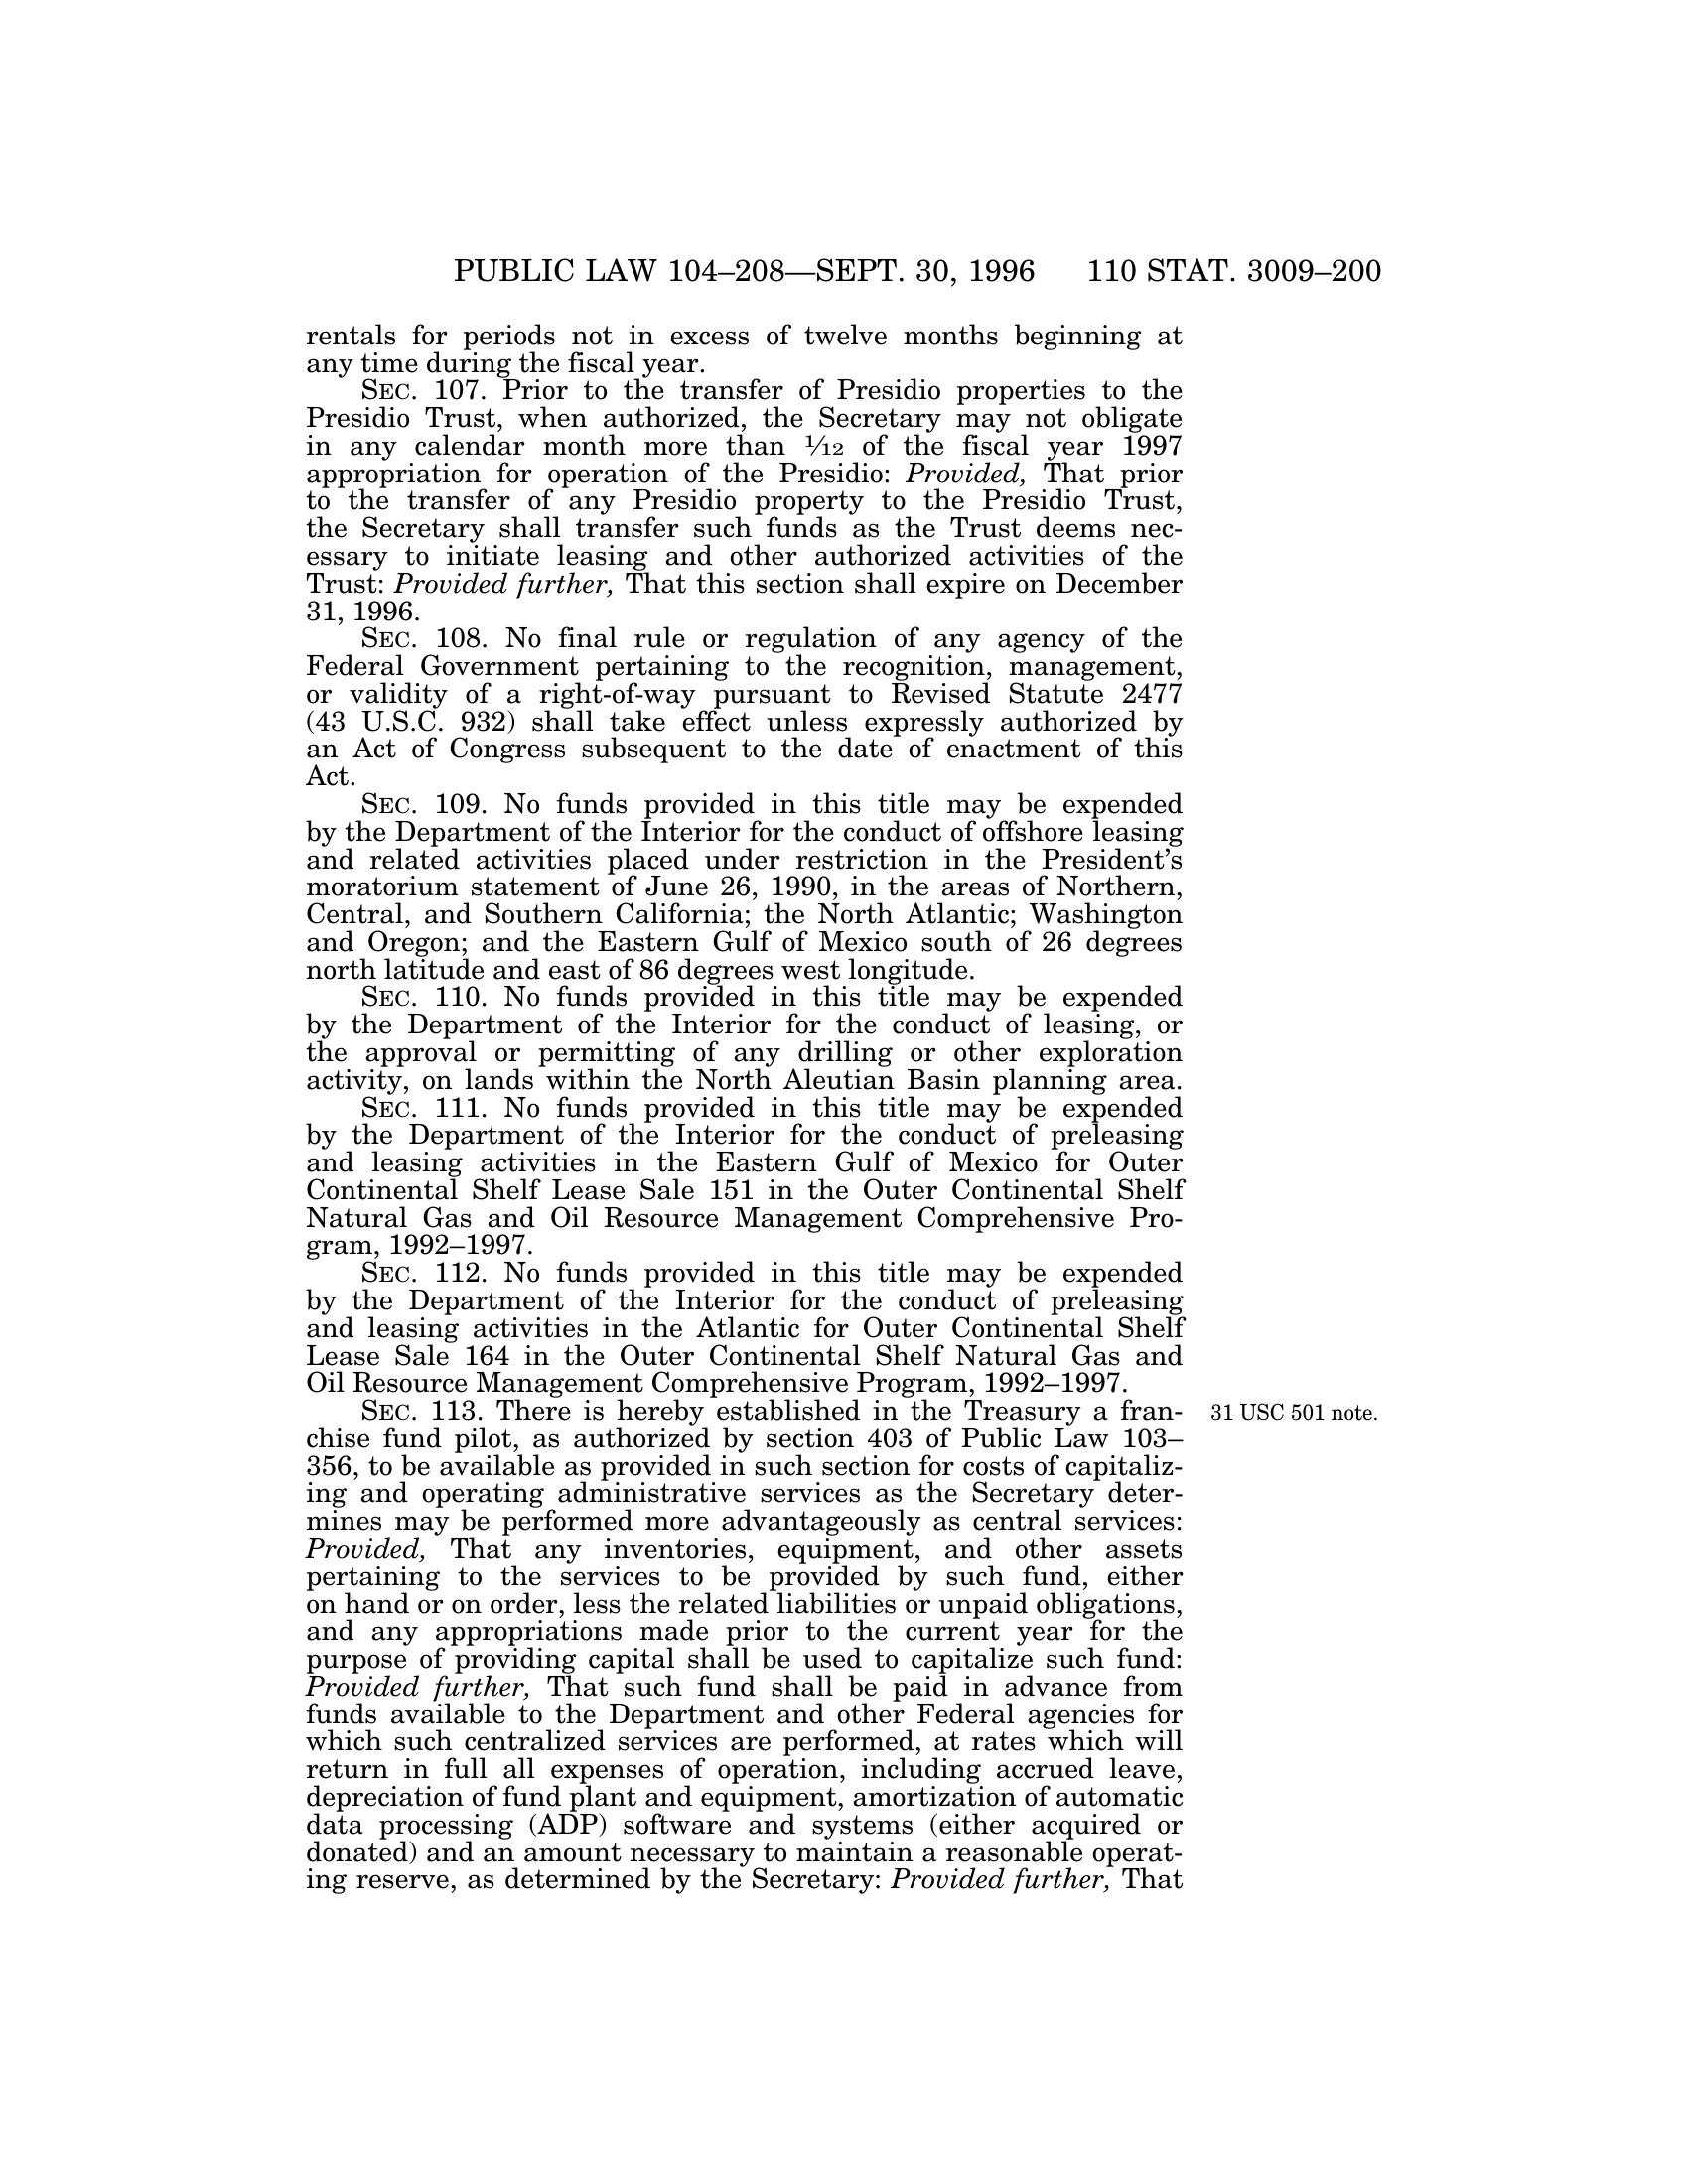 PUBLIC LAW 104–208—SEPT. 30, 1996 110 STAT. 3009–200
rentals for periods not in excess of twelve months beginning at
any time during the fiscal year.
SEC. 107. Prior to the transfer of Presidio properties to the
Presidio Trust, when authorized, the Secretary may not obligate
in any calendar month more than 1⁄12 of the fiscal year 1997
appropriation for operation of the Presidio: Provided, That prior
to the transfer of any Presidio property to the Presidio Trust,
the Secretary shall transfer such funds as the Trust deems nec-
essary to initiate leasing and other authorized activities of the
Trust: Provided further, That this section shall expire on December
31, 1996.
SEC. 108. No final rule or regulation of any agency of the
Federal Government pertaining to the recognition, management,
or validity of a right-of-way pursuant to Revised Statute 2477
(43 U.S.C. 932) shall take effect unless expressly authorized by
an Act of Congress subsequent to the date of enactment of this
Act.
SEC. 109. No funds provided in this title may be expended
by the Department of the Interior for the conduct of offshore leasing
and related activities placed under restriction in the President's
moratorium statement of June 26, 1990, in the areas of Northern,
Central, and Southern California; the North Atlantic; Washington
and Oregon; and the Eastern Gulf of Mexico south of 26 degrees
north latitude and east of 86 degrees west longitude.
SEC. 110. No funds provided in this title may be expended
by the Department of the Interior for the conduct of leasing, or
the approval or permitting of any drilling or other exploration
activity, on lands within the North Aleutian Basin planning area.
SEC. 111. No funds provided in this title may be expended
by the Department of the Interior for the conduct of preleasing
and leasing activities in the Eastern Gulf of Mexico for Outer
Continental Shelf Lease Sale 151 in the Outer Continental Shelf
Natural Gas and Oil Resource Management Comprehensive Pro-
gram, 1992–1997.
SEC. 112. No funds provided in this title may be expended
by the Department of the Interior for the conduct of preleasing
and leasing activities in the Atlantic for Outer Continental Shelf
Lease Sale 164 in the Outer Continental Shelf Natural Gas and
Oil Resource Management Comprehensive Program, 1992–1997.
SEC. 113. There is hereby established in the Treasury a fran-
31 USC 501 note.
chise fund pilot, as authorized by section 403 of Public Law 103–
356, to be available as provided in such section for costs of capitaliz-
ing and operating administrative services as the Secretary deter-
mines may be performed more advantageously as central services:
Provided, That any inventories, equipment, and other assets
pertaining to the services to be provided by such fund, either
on hand or on order, less the related liabilities or unpaid obligations,
and any appropriations made prior to the current year for the
purpose of providing capital shall be used to capitalize such fund:
Provided further, That such fund shall be paid in advance from
funds available to the Department and other Federal agencies for
which such centralized services are performed, at rates which will
return in full all expenses of operation, including accrued leave,
depreciation of fund plant and equipment, amortization of automatic
data processing (ADP) software and systems (either acquired or
donated) and an amount necessary to maintain a reasonable operat-
ing reserve, as determined by the Secretary: Provided further, That